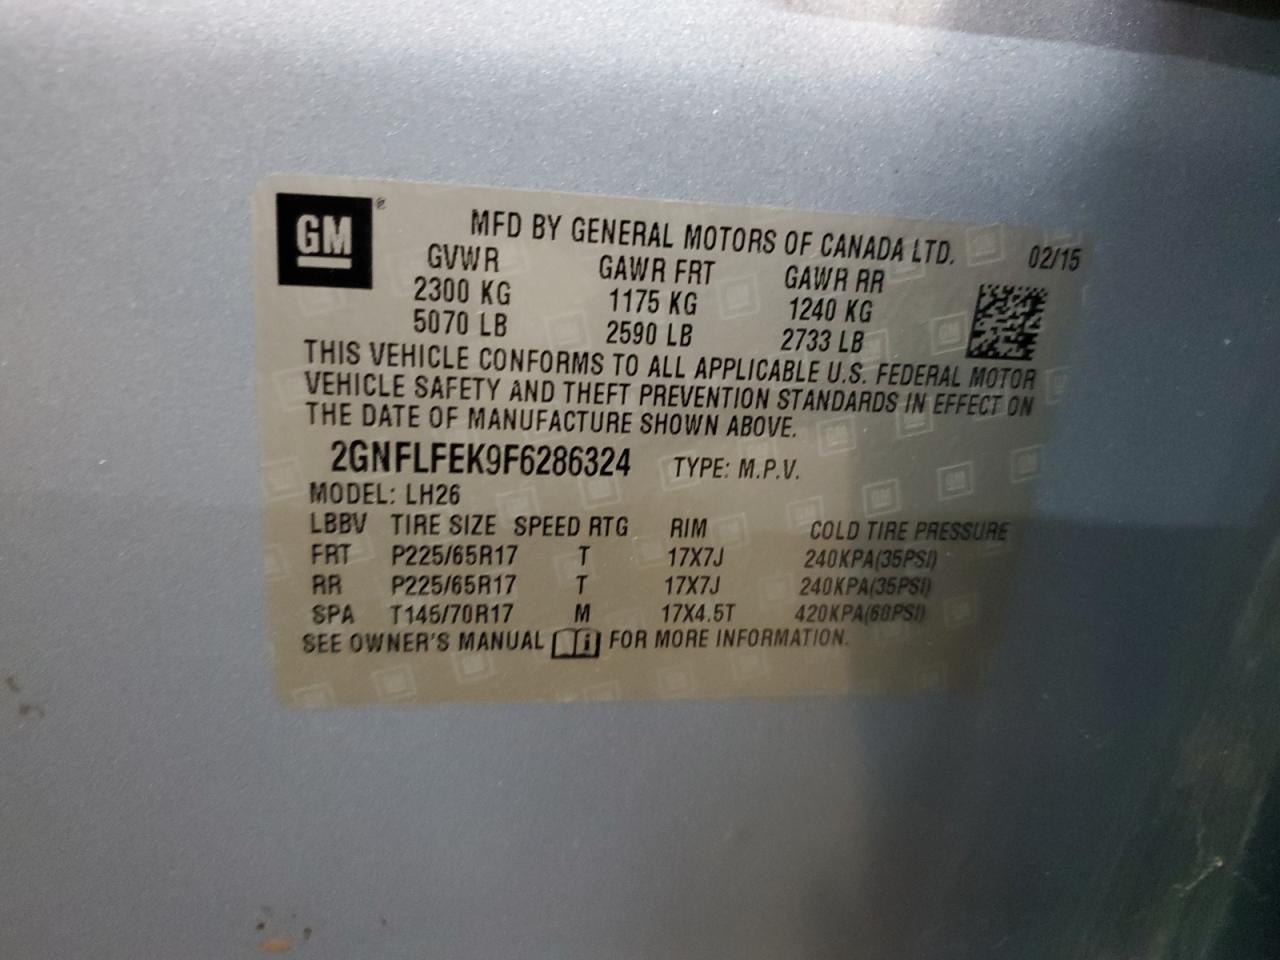 GM ®
MFD BY GENERAL MOTORS OF CANADA LTD. 02/15
GVWR GAWR FRT GAWR RR
2300 KG 1175 KG 1240 KG
5070 LB 2590 LB 2733 LB
THIS VEHICLE CONFORMS TO ALL APPLICABLE U.S. FEDERAL MOTOR
VEHICLE SAFETY AND THEFT PREVENTION STANDARDS IN EFFECT ON
THE DATE OF MANUFACTURE SHOWN ABOVE.
2GNFLFEK9F6286324 TYPE: M.P.V.
MODEL: LH26
LBBV TIRE SIZE SPEED RTG RIM COLD TIRE PRESSURE
FRT P225/65R17 T 17X7J 240KPA(35PSI)
RR P225/65R17 T 17X7J 240KPA(35PSI)
SPA T145/70R17 M 17X4.5T 420KPA(60PSI)
SEE OWNER'S MANUAL i FOR MORE INFORMATION.